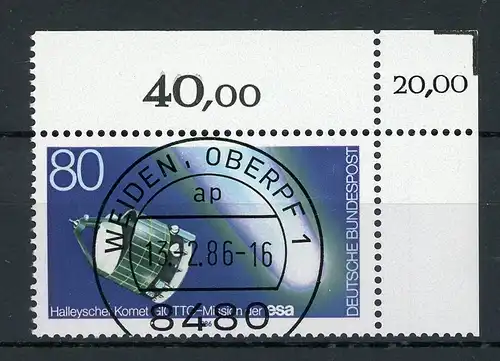 40,00
20,00
80
DEUTSCHE BUNDESPOST
WEIDEN, OBERPF 1
ap
13.-2.86-16
8480
Halleyscher Komet GIOTTO-Mission der esa